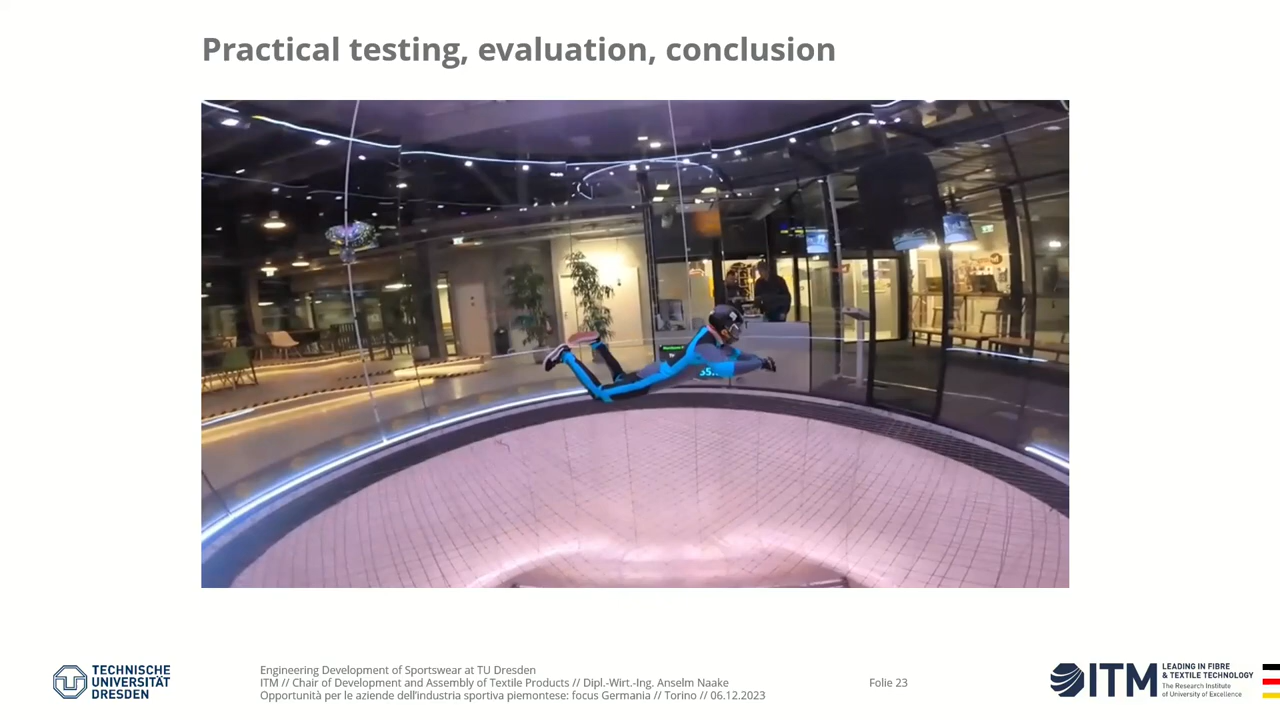 Practical testing, evaluation, conclusion
TECHNISCHE
UNIVERSITÄT
DRESDEN
Engineering Development of Sportswear at TU Dresden
ITM // Chair of Development and Assembly of Textile Products // Dipl.-Wirt.-Ing. Anselm Naake
Opportunità per le aziende dell'industria sportiva piemontese: focus Germania // Torino // 06.12.2023
Folie 23
ITM
LEADING IN FIBRE
& TEXTILE TECHNOLOGY
The Research Institute
of University of Excellence